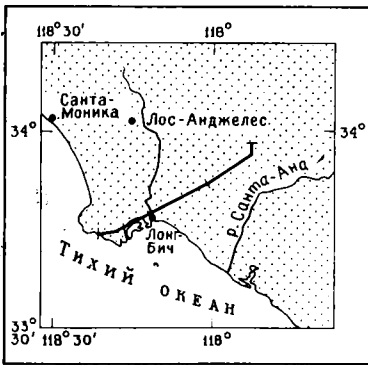 118°30' 118°
Санта-
Моника
Лос-Анджелес
34° 34°
р. Санта-Ана
Лонг-
Бич
ТИХИЙ ОКЕАН
33°
30' 118°30' 118°